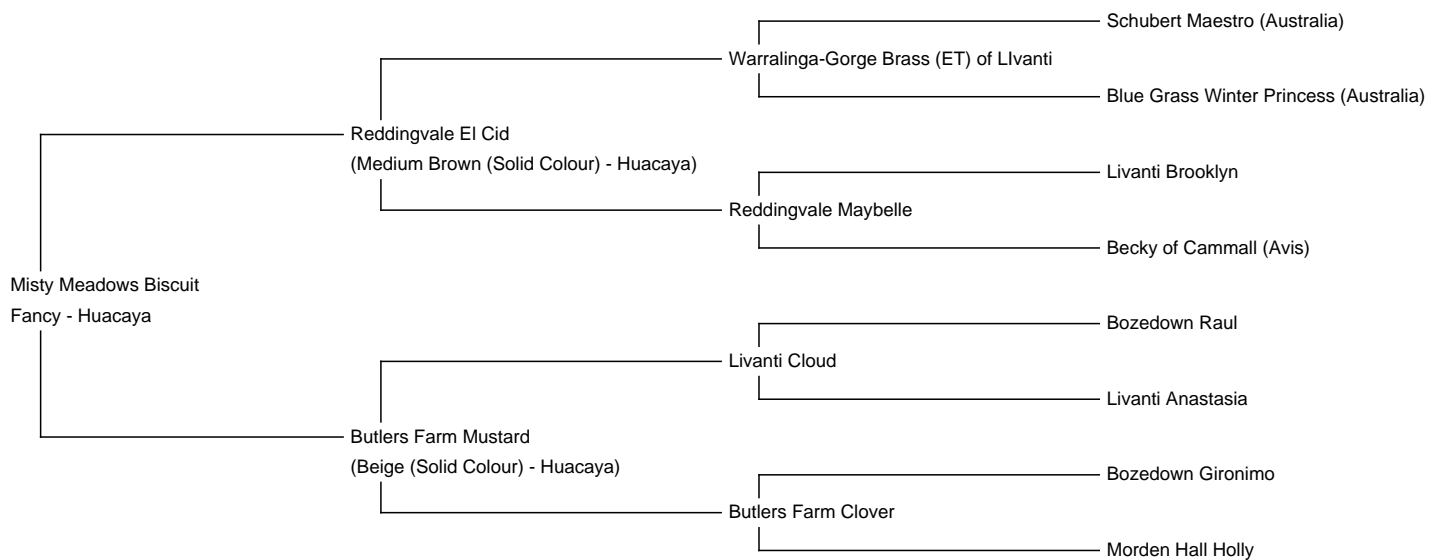 Schubert Maestro (Australia)
Warralinga-Gorge Brass (ET) of LIvanti
Blue Grass Winter Princess (Australia)
Reddingvale El Cid
(Medium Brown (Solid Colour) - Huacaya)
Livanti Brooklyn
Reddingvale Maybelle
Becky of Cammall (Avis)
Misty Meadows Biscuit
Fancy - Huacaya
Bozedown Raul
Livanti Cloud
Livanti Anastasia
Butlers Farm Mustard
(Beige (Solid Colour) - Huacaya)
Bozedown Gironimo
Butlers Farm Clover
Morden Hall Holly